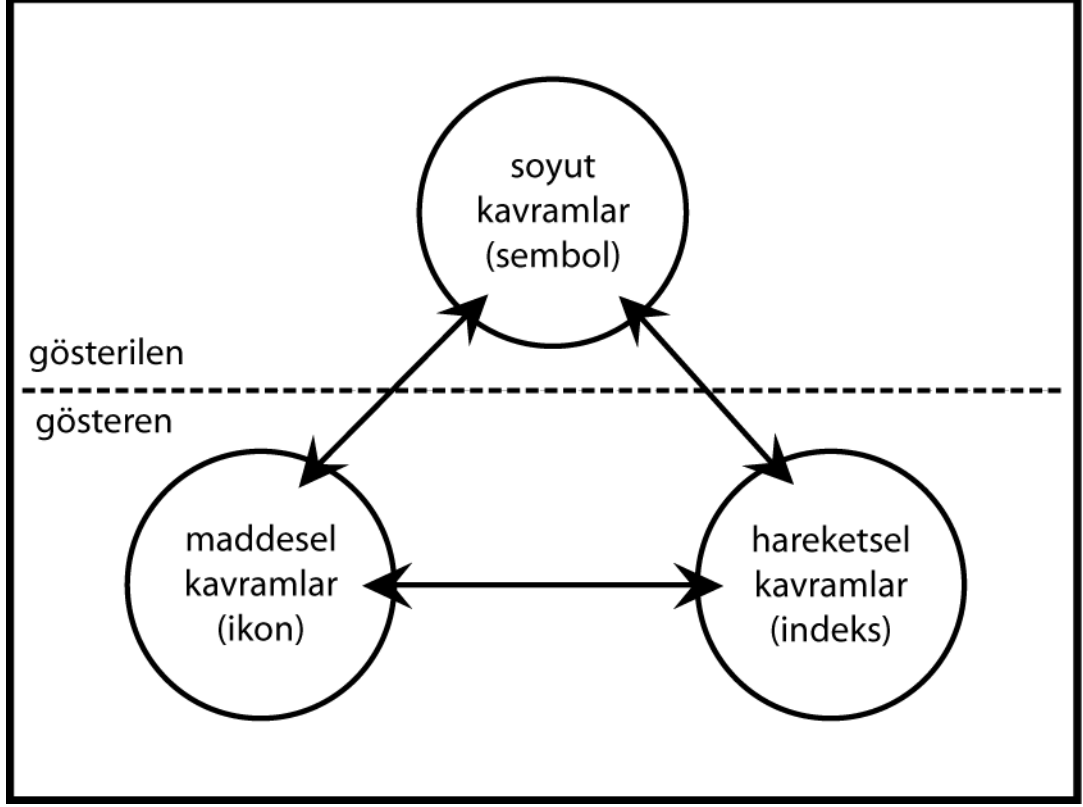 soyut
kavramlar
(sembol)
gösterilen
gösteren
maddesel
kavramlar
(ikon)
hareketsel
kavramlar
(indeks)